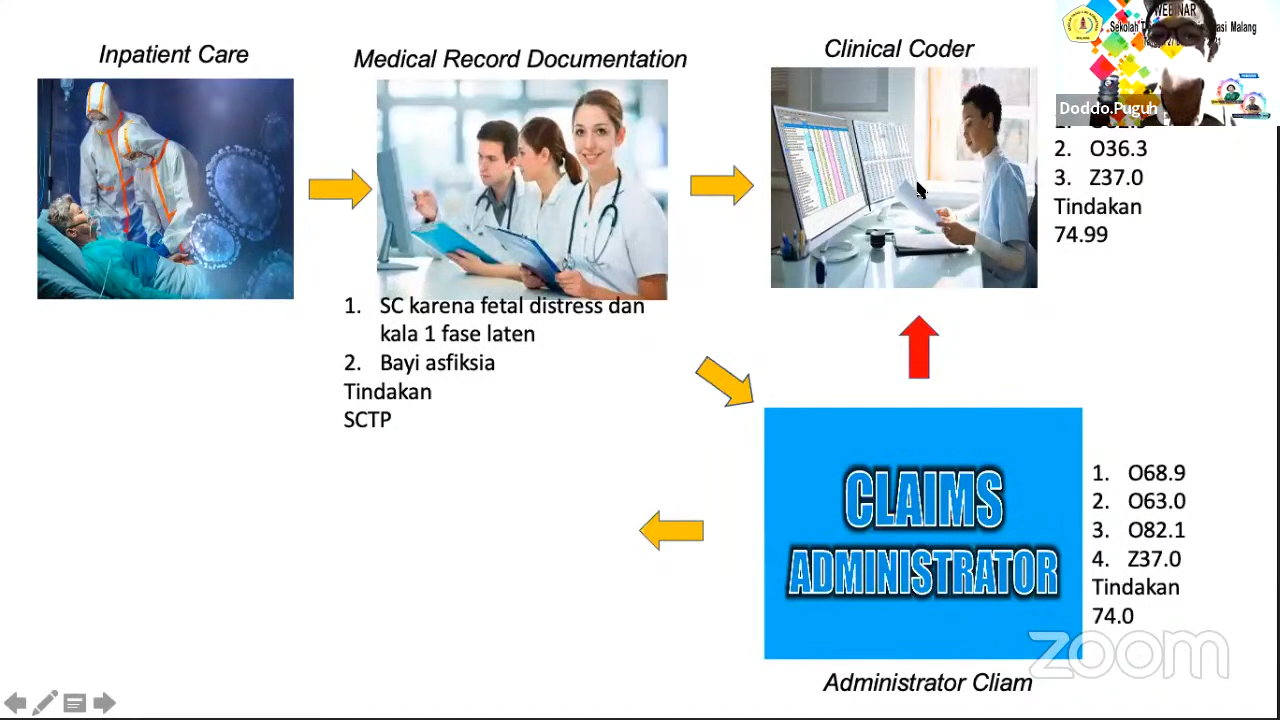 Inpatient Care
Medical Record Documentation
Clinical Coder
WEBINAR
Malang
Doddo.Puguh
2. O36.3
3. Z37.0
Tindakan
74.99
1. SC karena fetal distress dan
kala 1 fase laten
2. Bayi asfiksia
Tindakan
SCTP
CLAIMS
ADMINISTRATOR
1. O68.9
2. O63.0
3. O82.1
4. Z37.0
Tindakan
74.0
zoom
Administrator Cliam